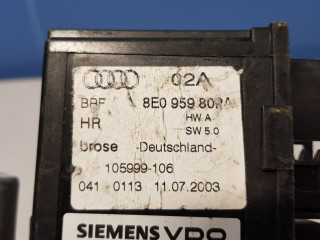 02A
BRF 8E0 959 802A
HR HW A
SW 5.0
brose -Deutschland-
105999-106
041 0113 11.07.2003
SIEMENS VDO